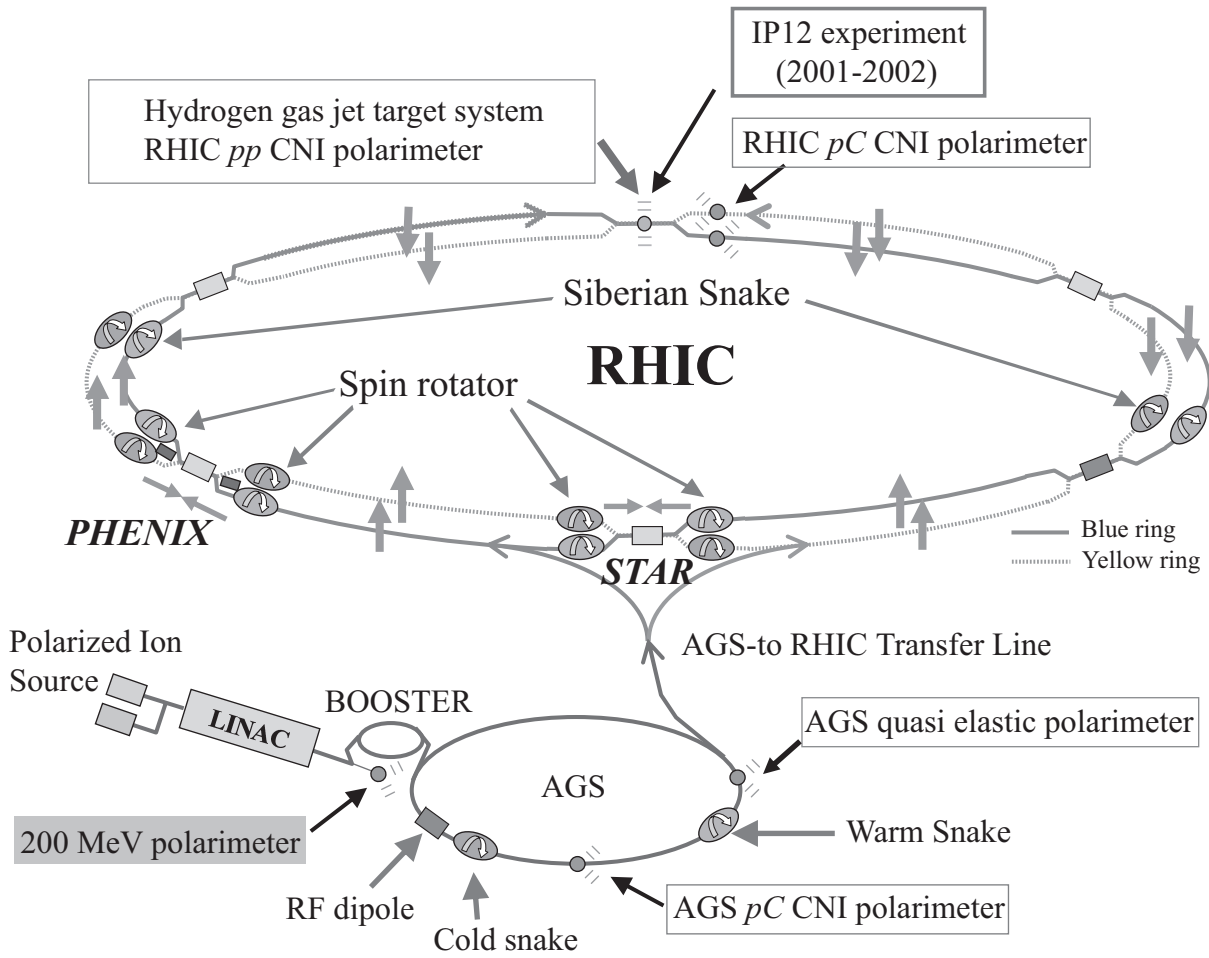 IP12 experiment
(2001-2002)
Hydrogen gas jet target system
RHIC pp CNI polarimeter
RHIC pC CNI polarimeter
Siberian Snake
RHIC
Spin rotator
PHENIX
STAR
Blue ring
Yellow ring
Polarized Ion
Source
AGS-to RHIC Transfer Line
BOOSTER
LINAC
AGS quasi elastic polarimeter
AGS
200 MeV polarimeter
Warm Snake
RF dipole
AGS pC CNI polarimeter
Cold snake